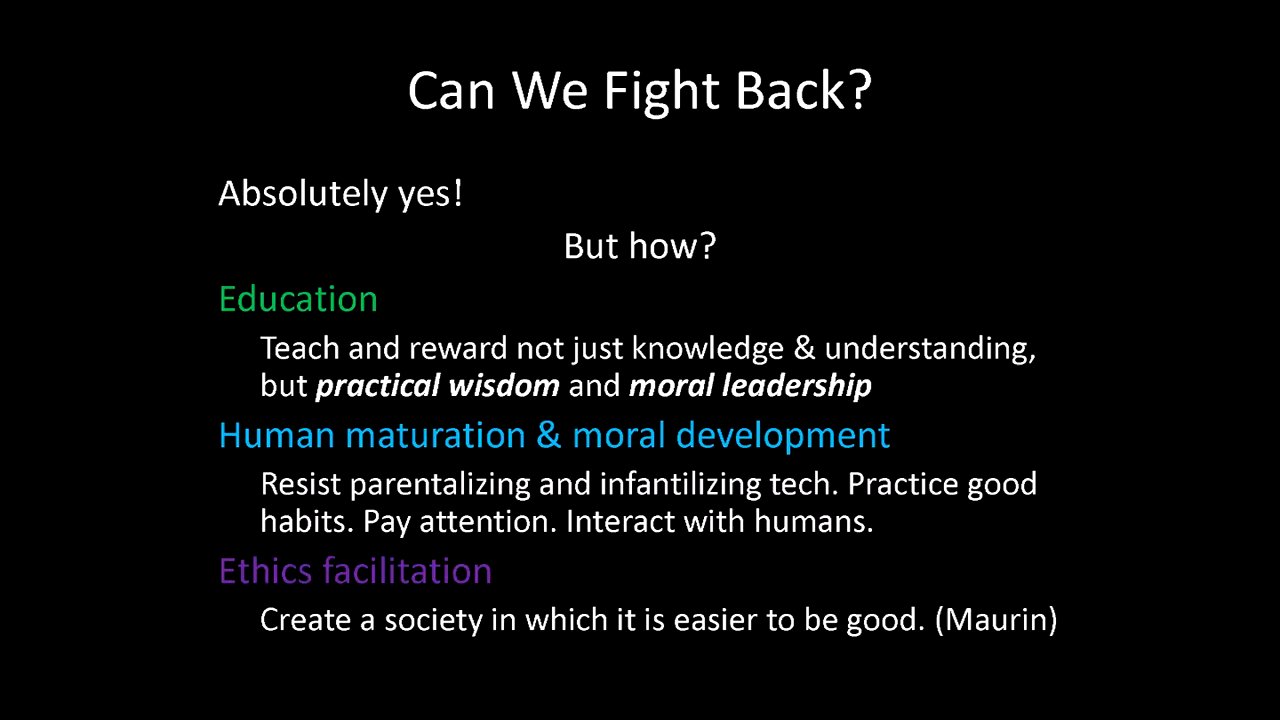 Can We Fight Back?
Absolutely yes!
But how?
Education
Teach and reward not just knowledge & understanding,
but practical wisdom and moral leadership
Human maturation & moral development
Resist parentalizing and infantilizing tech. Practice good
habits. Pay attention. Interact with humans.
Ethics facilitation
Create a society in which it is easier to be good. (Maurin)